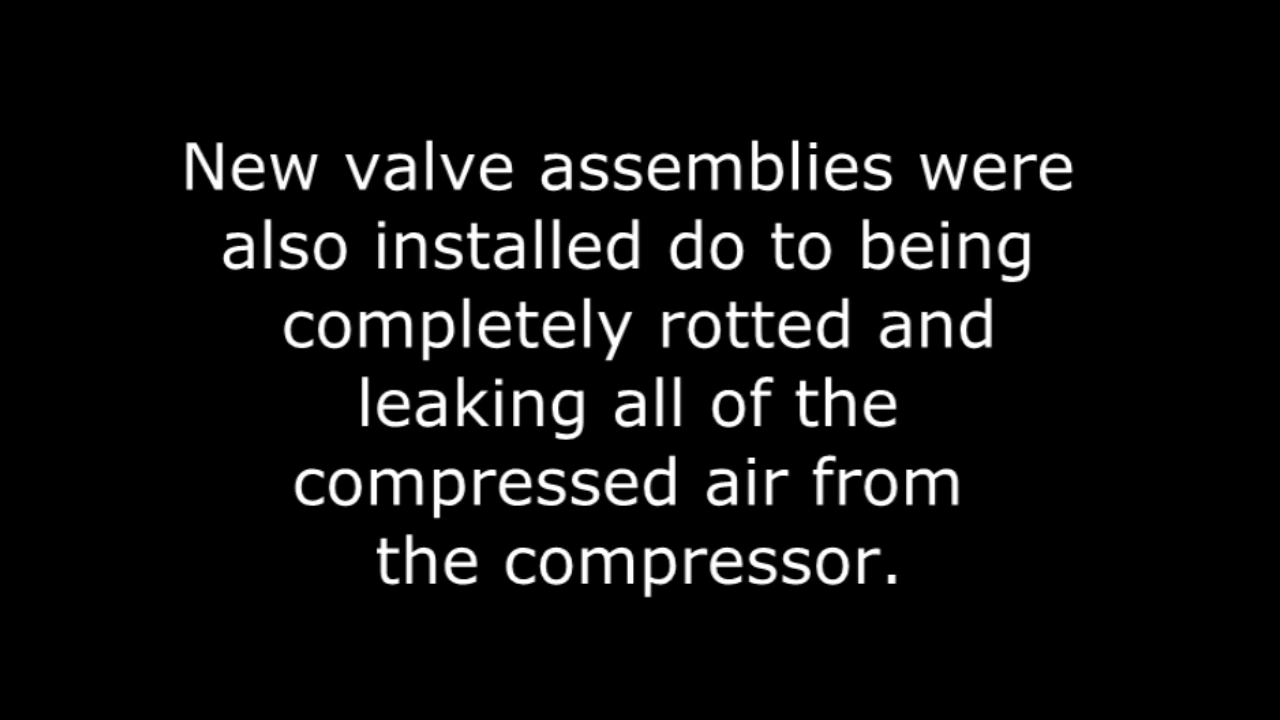 New valve assemblies were
also installed do to being
completely rotted and
leaking all of the
compressed air from
the compressor.